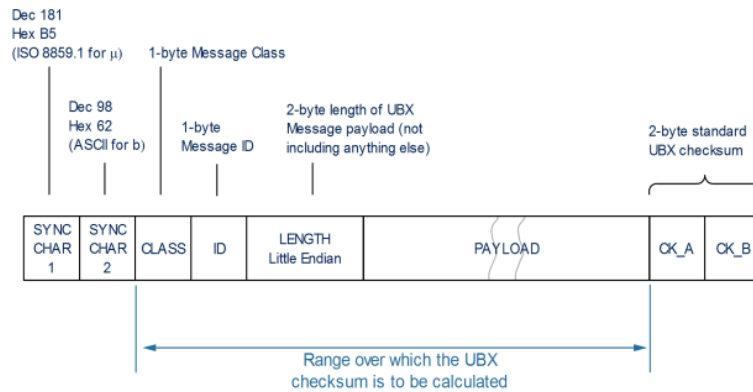 Dec 181
Hex B5
(ISO 8859.1 for μ)
1-byte Message Class
Dec 98
Hex 62
(ASCII for b)
1-byte
Message ID
2-byte length of UBX
Message payload (not
including anything else)
2-byte standard
UBX checksum
SYNC
CHAR
1
SYNC
CHAR
2
CLASS
ID
LENGTH
Little Endian
PAYLOAD
CK_A
CK_B
Range over which the UBX
checksum is to be calculated